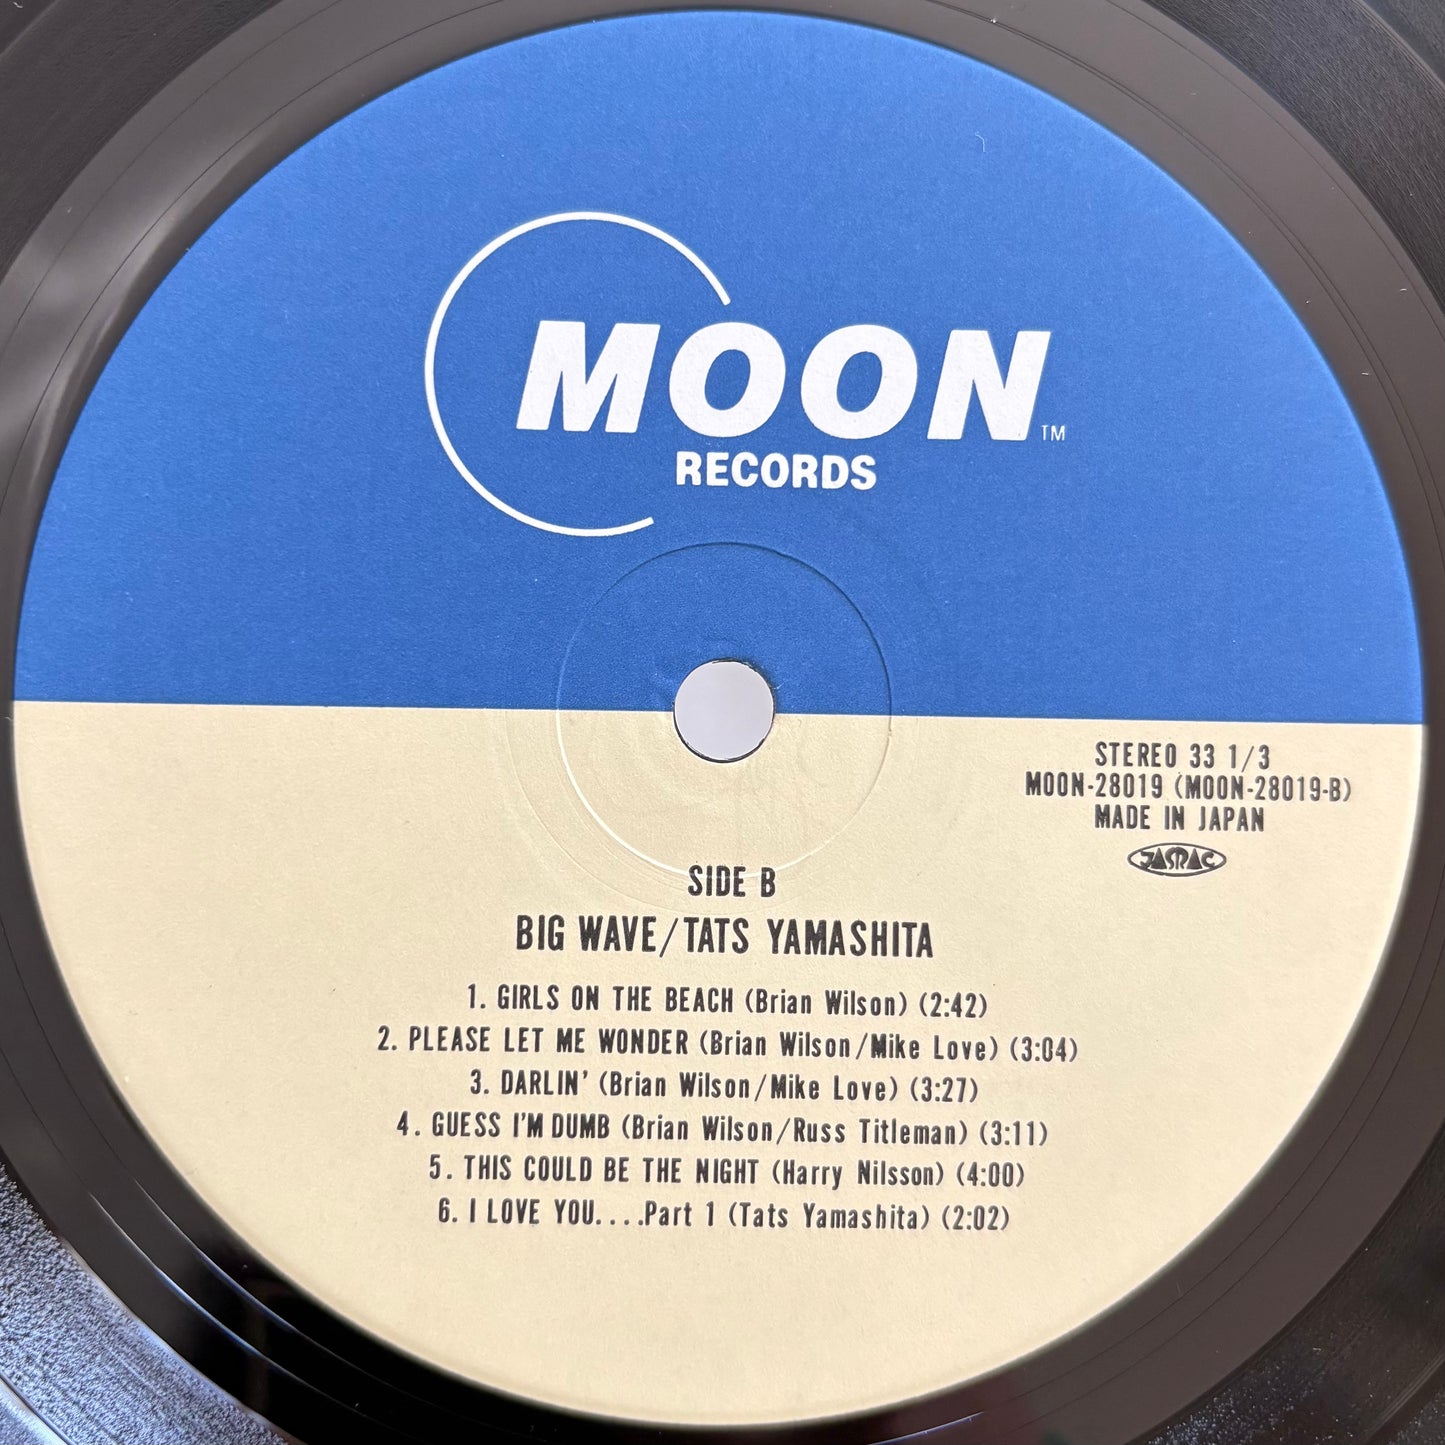 MOON TM
RECORDS
STEREO 33 1/3
MOON-28019 (MOON-28019-B)
MADE IN JAPAN
JASRAC
SIDE B
BIG WAVE/TATS YAMASHITA
1. GIRLS ON THE BEACH (Brian Wilson) (2:42)
2. PLEASE LET ME WONDER (Brian Wilson/Mike Love) (3:04)
3. DARLIN' (Brian Wilson/Mike Love) (3:27)
4. GUESS I'M DUMB (Brian Wilson/Russ Titleman) (3:11)
5. THIS COULD BE THE NIGHT (Harry Nilsson) (4:00)
6. I LOVE YOU....Part 1 (Tats Yamashita) (2:02)